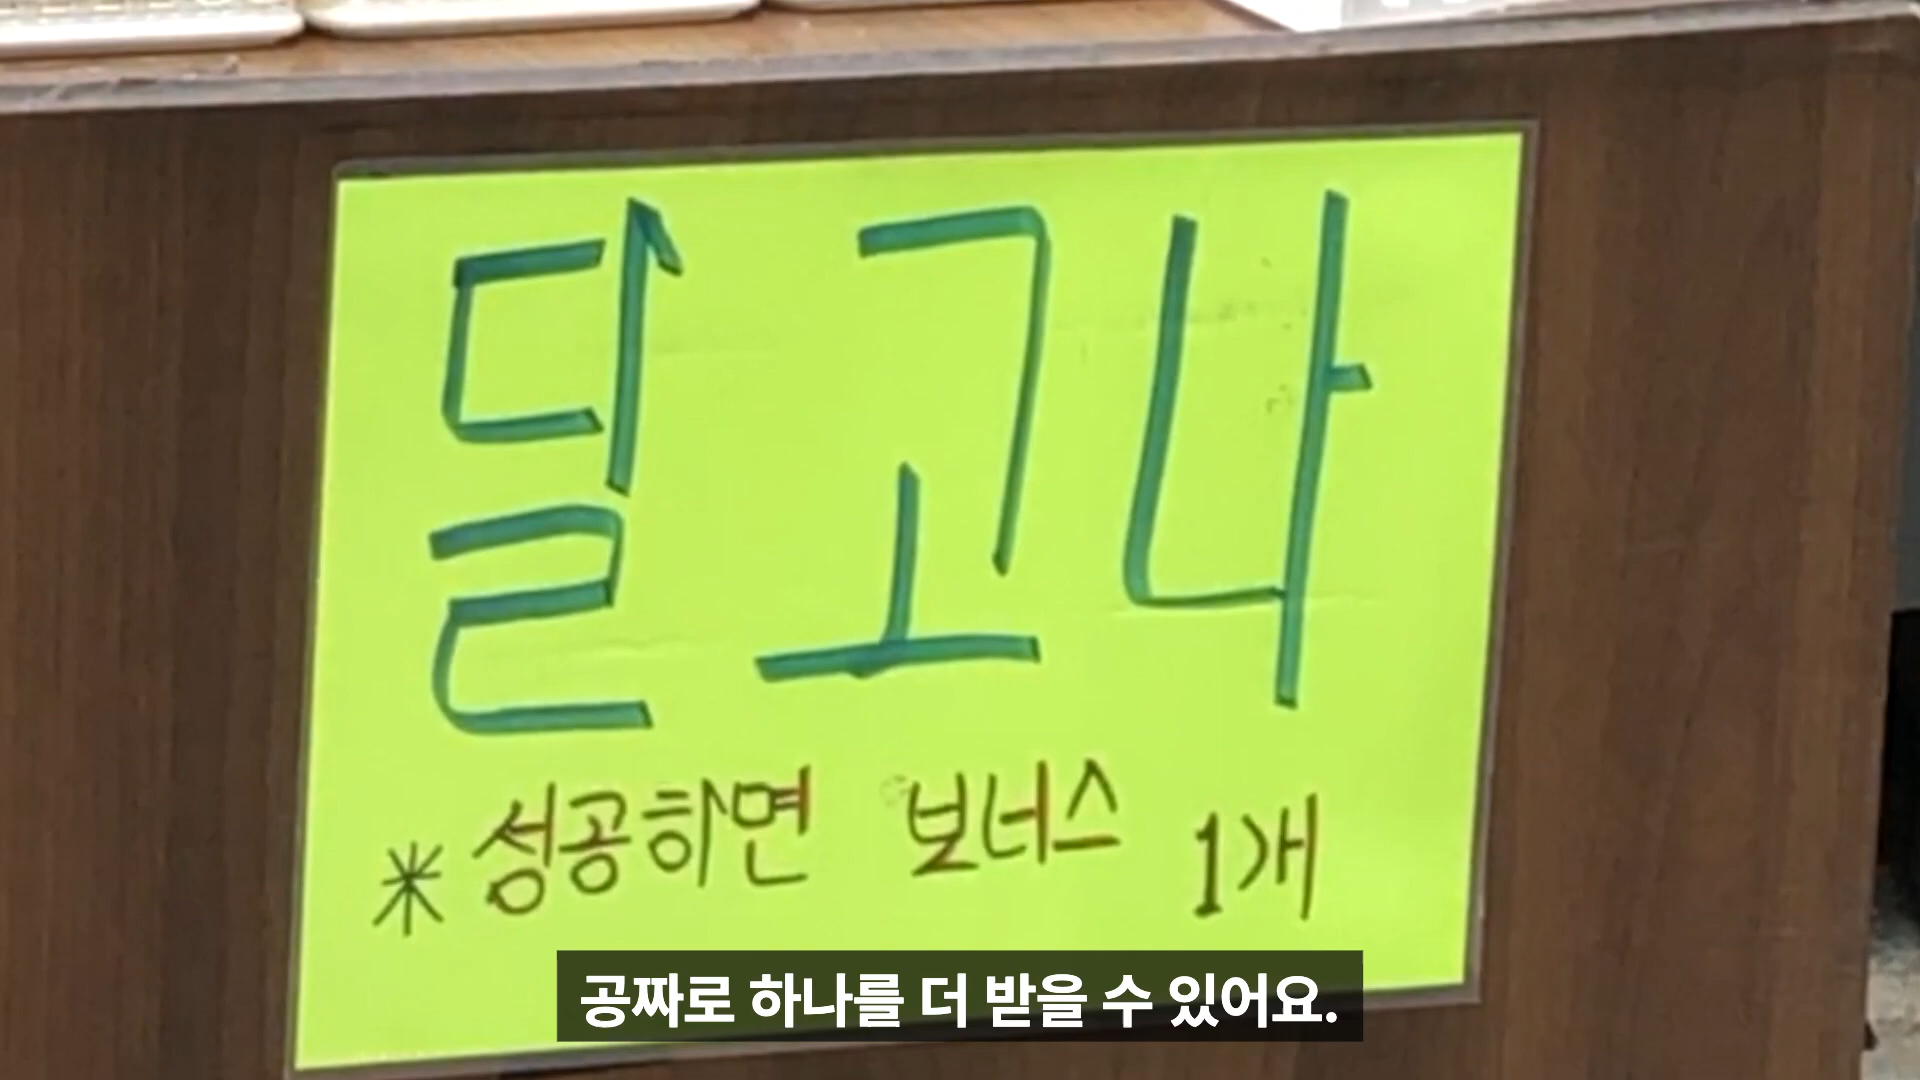 달고나
※ 성공하면 보너스 1개
공짜로 하나를 더 받을 수 있어요.